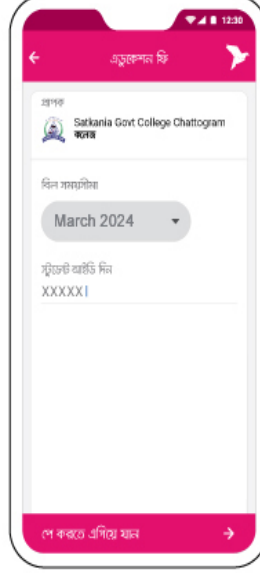 12:30
এডুকেশন ফি
প্রাপক
Satkania Govt College Chattogram
কলেজ
বিল সময়সীমা
March 2024
স্টুডেন্ট আইডি দিন
XXXXX
পে করতে এগিয়ে যান